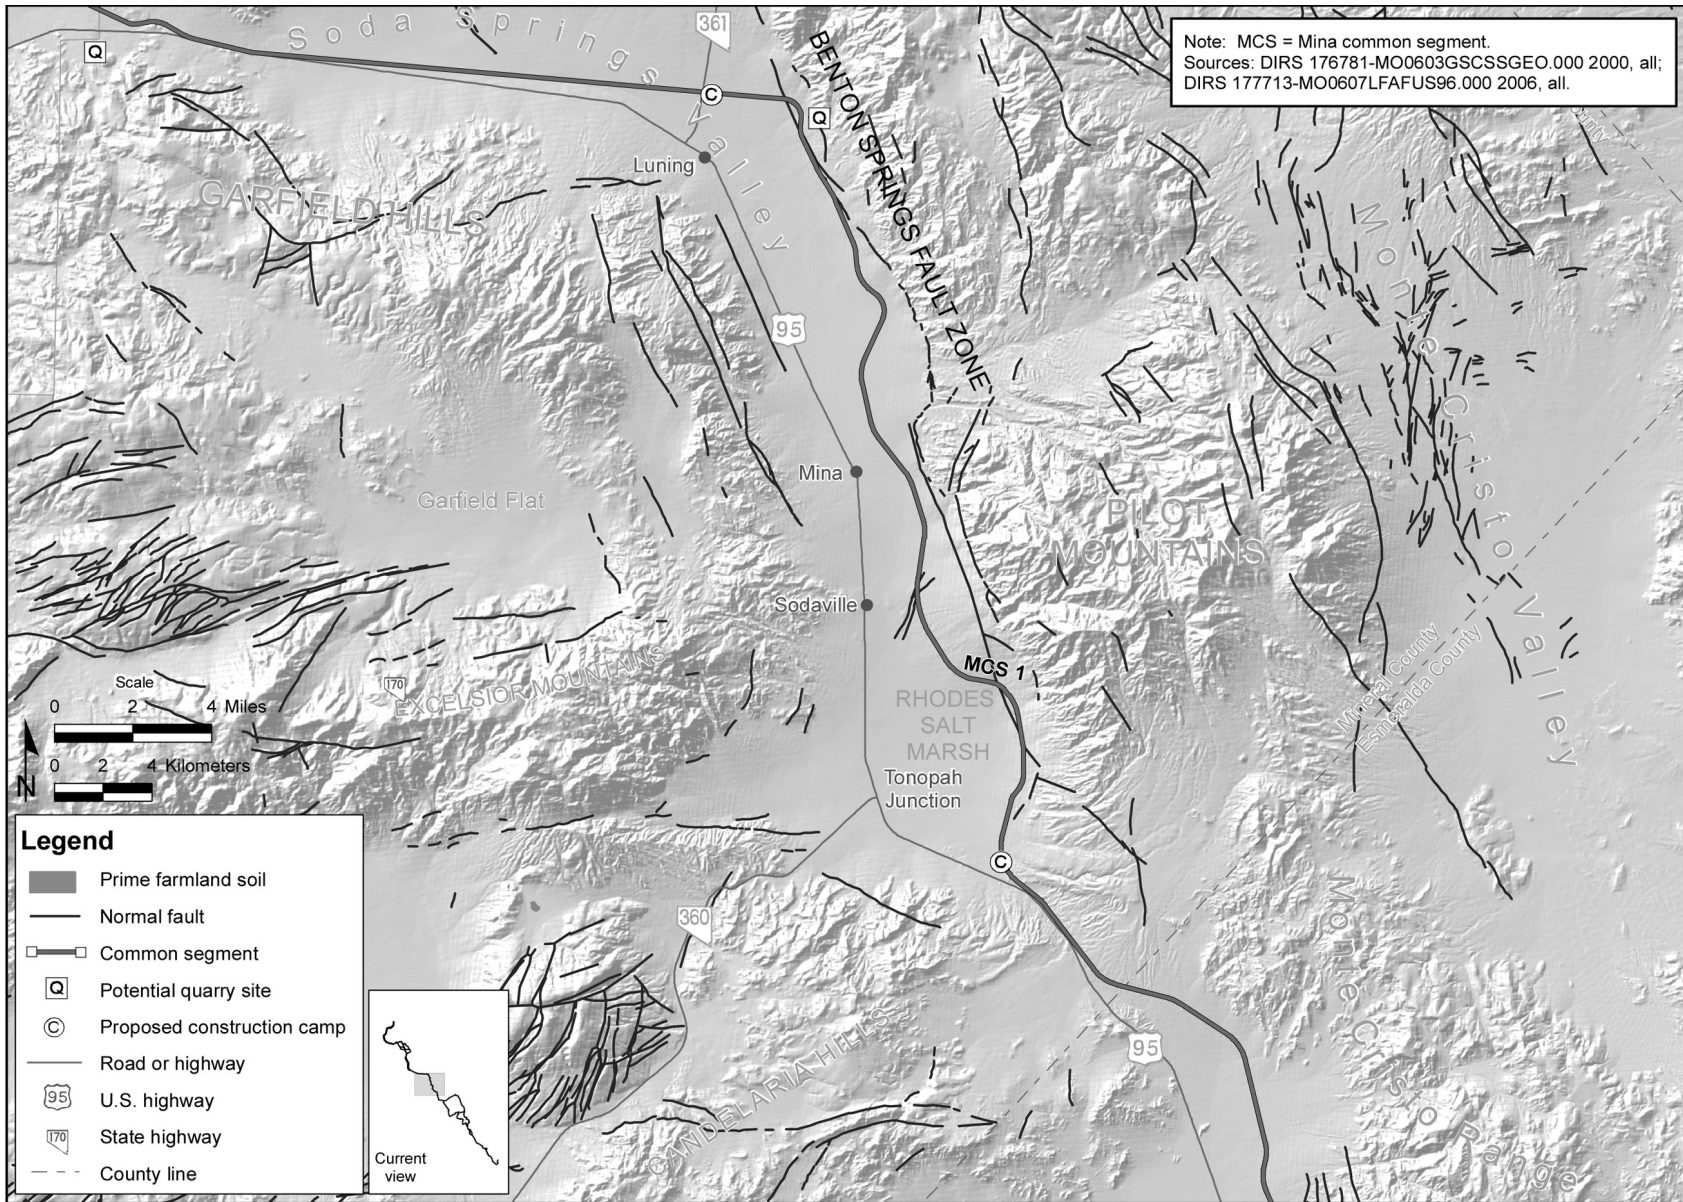 Soda Springs Valley
361
Q
C
Q
Note: MCS = Mina common segment.
Sources: DIRS 176781-MO0603GSCSSGEO.000 2000, all;
DIRS 177713-MO0607LFAFUS96.000 2006, all.
BENTON SPRINGS FAULT ZONE
Luning
GARFIELD HILLS
95
Monte Cristo Valley
Mina
Garfield Flat
PILOT
MOUNTAINS
Sodaville
MCS 1
Mineral County
Esmeralda County
170
EXCELSIOR MOUNTAINS
RHODES
SALT
MARSH
Tonopah
Junction
Scale
0 2 4 Miles
0 2 4 Kilometers
N
C
360
Monte Cristo Range
95
CANDELARIA HILLS
Legend
Prime farmland soil
Normal fault
Common segment
Q Potential quarry site
C Proposed construction camp
Road or highway
95 U.S. highway
170 State highway
County line
Current
view